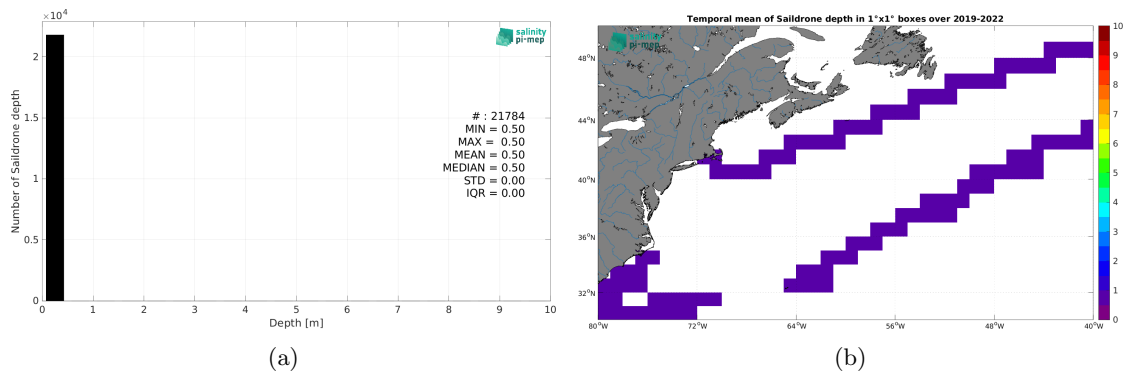 ×10⁴
salinity
pi-mep
# : 21784
MIN = 0.50
MAX =  0.50
MEAN = 0.50
MEDIAN = 0.50
STD = 0.00
IQR = 0.00
Number of Saildrone depth
2
1.5
1
0.5
0
0 1 2 3 4 5 6 7 8 9 10
Depth [m]
(a)
Temporal mean of Saildrone depth in 1°x1° boxes over 2019-2022
salinity
pi-mep
48°N
44°N
40°N
36°N
32°N
80°W 72°W 64°W 56°W 48°W 40°W
10
9
8
7
6
5
4
3
2
1
0
(b)